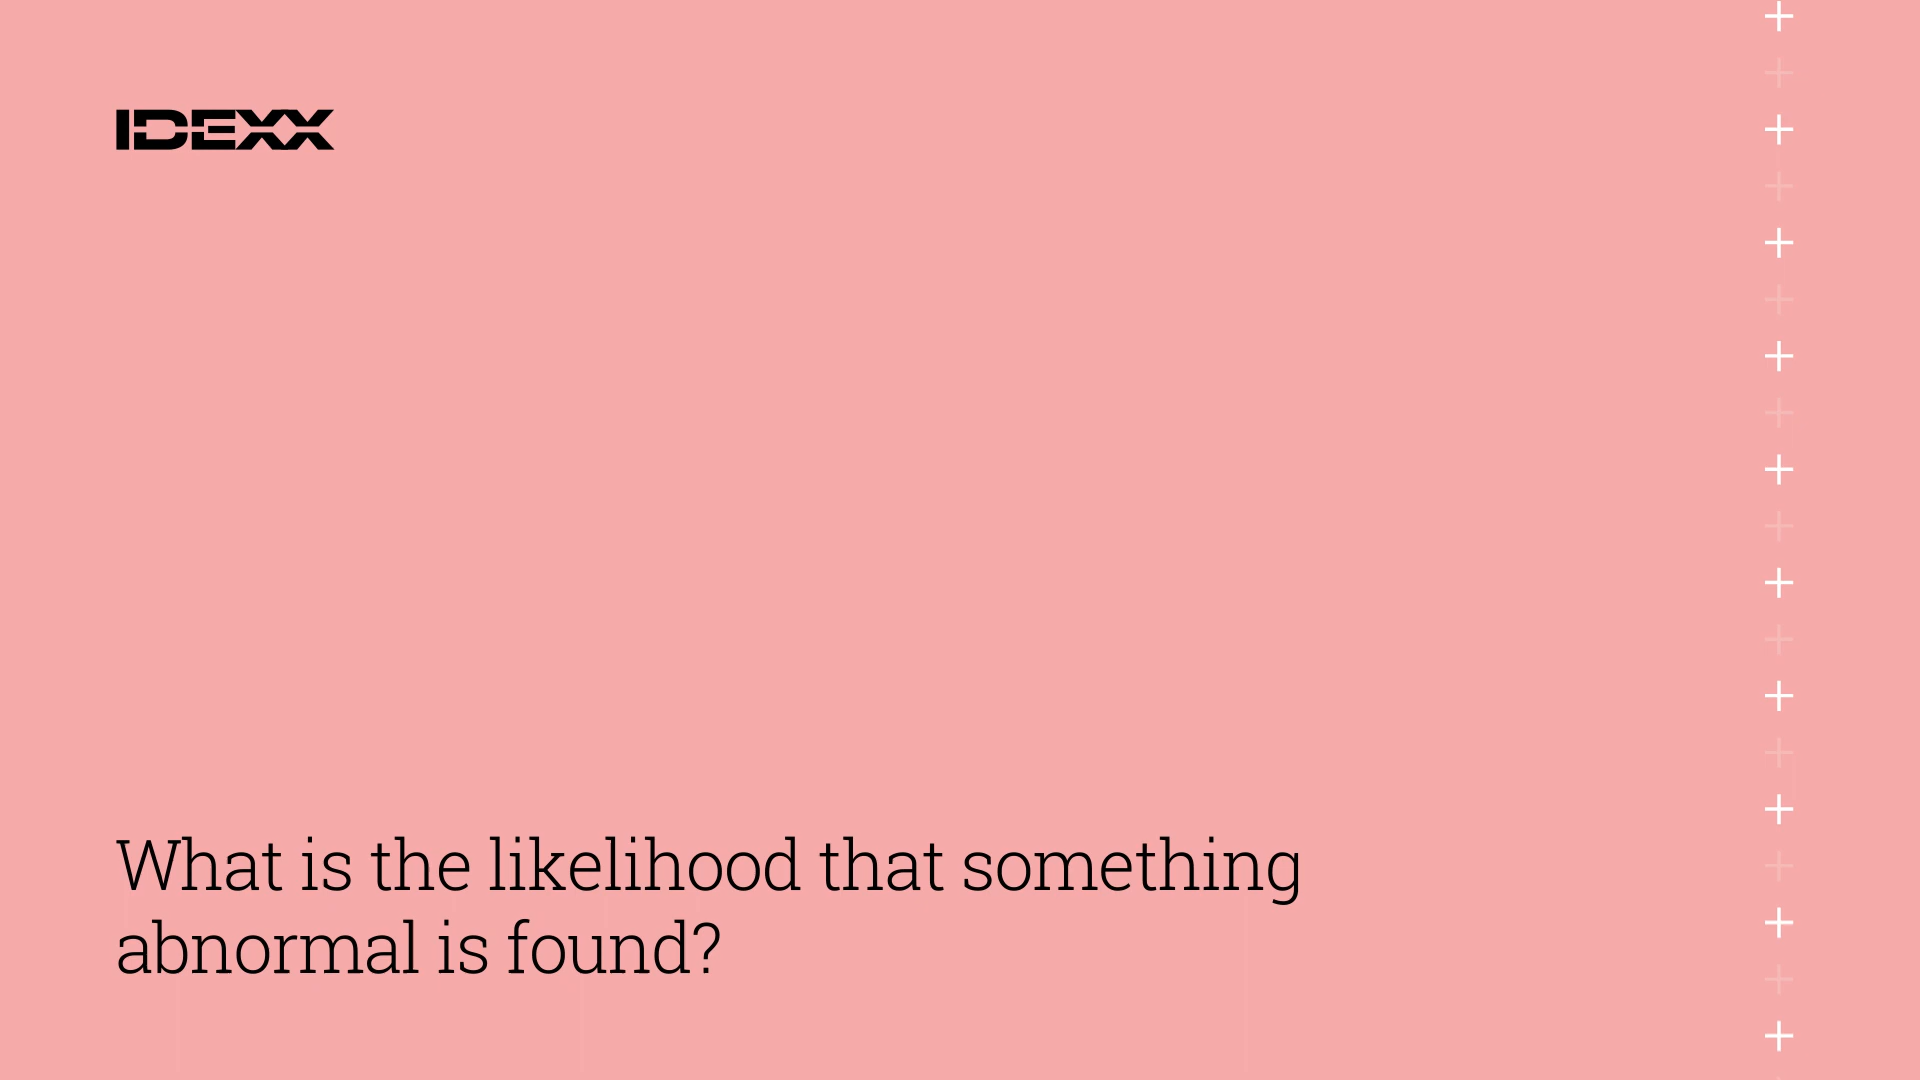 IDEXX
What is the likelihood that something
abnormal is found?